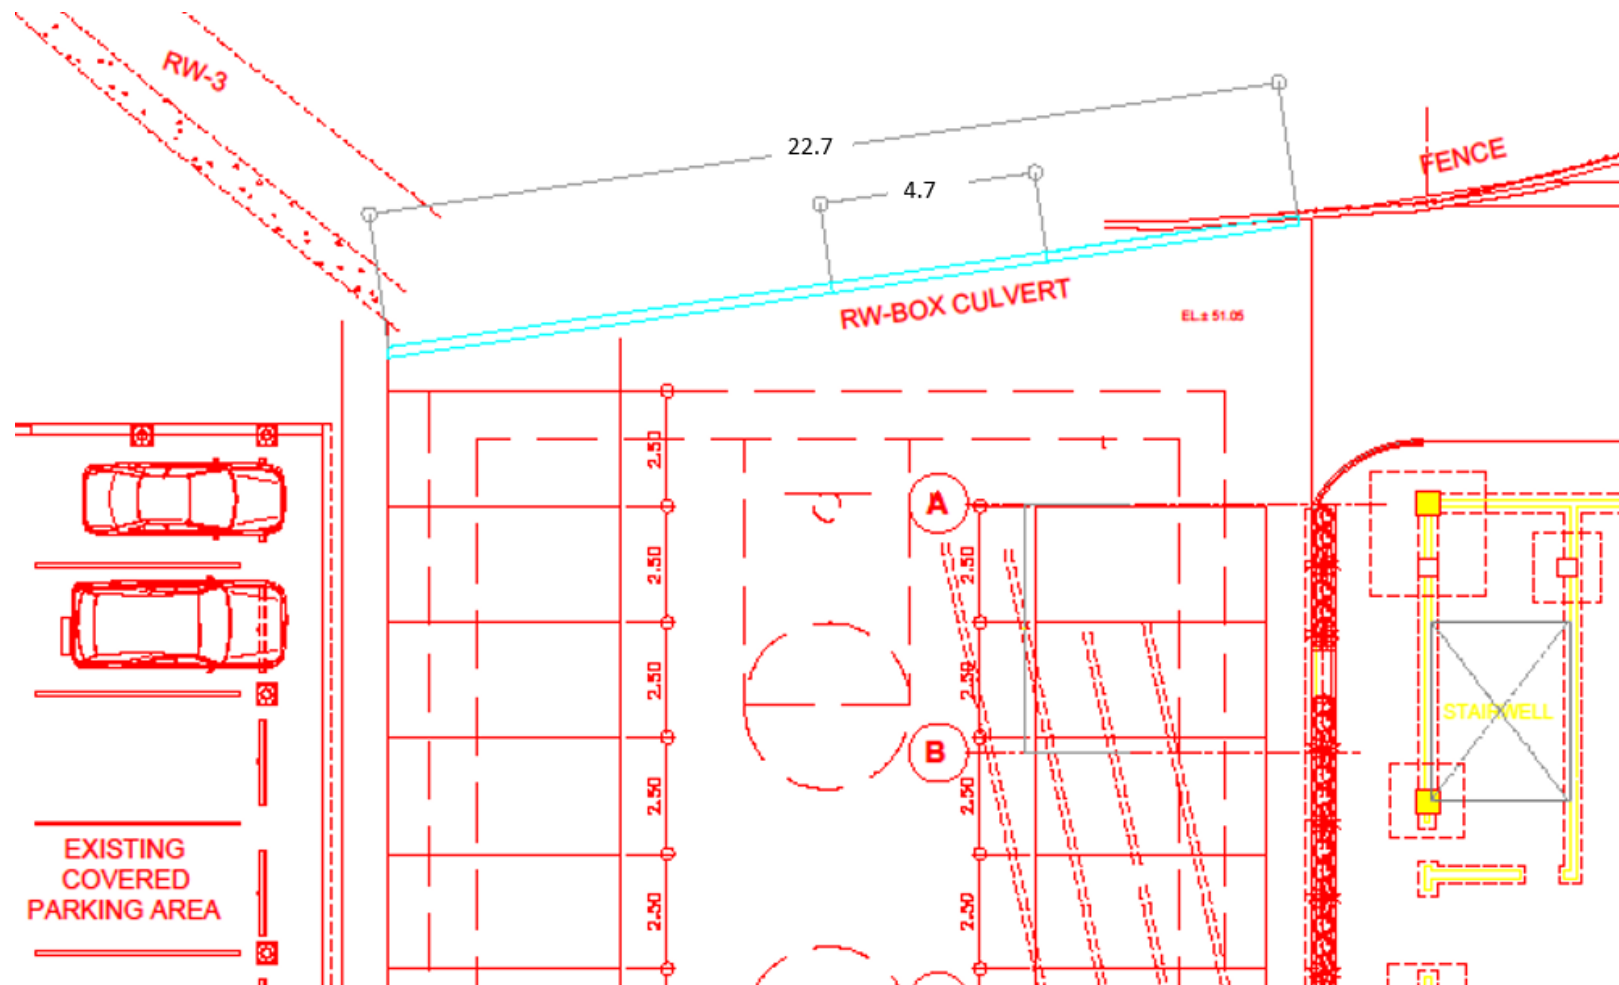 RW-3
22.7
FENCE
4.7
RW-BOX CULVERT
EL± 51.05
2.50
t
A
2.50
2.50
2.50
2.50
STAIRWELL
B
2.50
2.50
EXISTING
COVERED
PARKING AREA
2.50
2.50